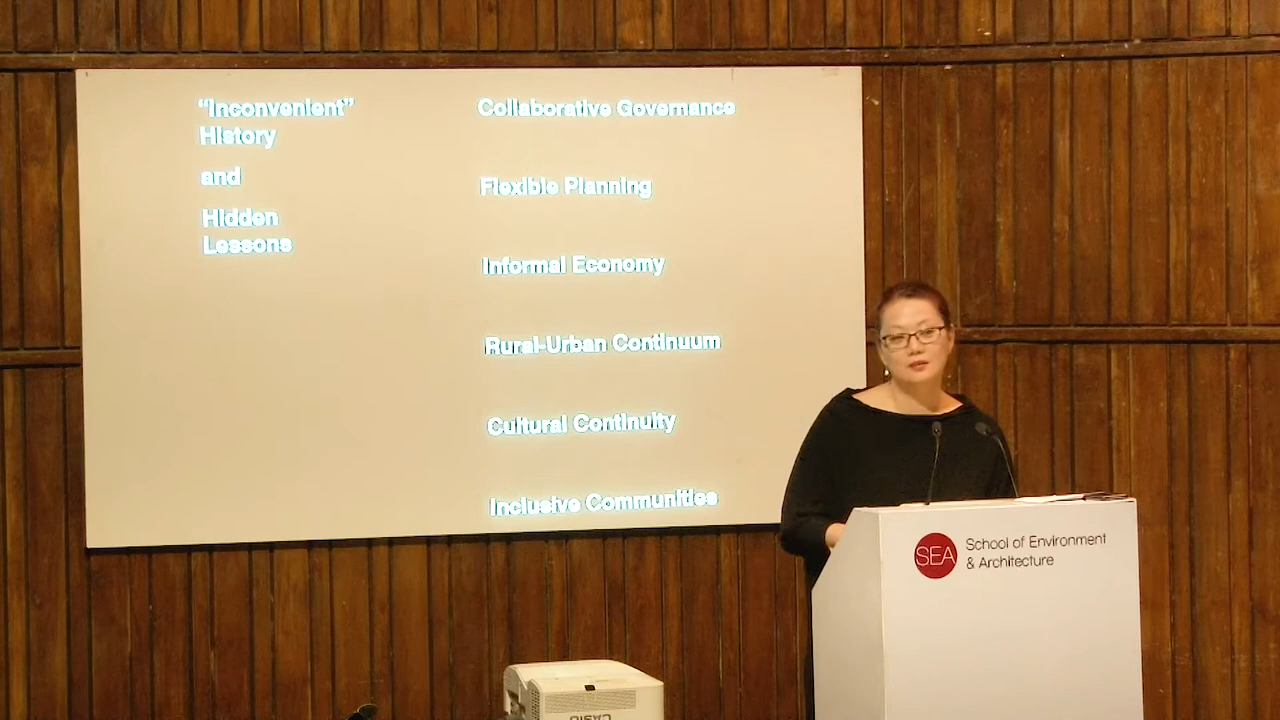 “Inconvenient”
History
and
Hidden
Lessons
Collaborative Governance
Flexible Planning
Informal Economy
Rural-Urban Continuum
Cultural Continuity
Inclusive Communities
SEA
School of Environment
& Architecture
CASIO